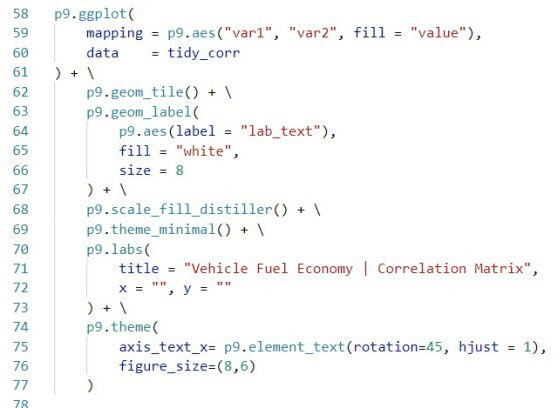 58 p9.ggplot(
59     mapping = p9.aes("var1", "var2", fill = "value"),
60     data    = tidy_corr
61 ) + \
62     p9.geom_tile() + \
63     p9.geom_label(
64         p9.aes(label = "lab_text"),
65         fill = "white",
66         size = 8
67     ) + \
68     p9.scale_fill_distiller() + \
69     p9.theme_minimal() + \
70     p9.labs(
71         title = "Vehicle Fuel Economy | Correlation Matrix",
72         x = "", y = ""
73     ) + \
74     p9.theme(
75         axis_text_x= p9.element_text(rotation=45, hjust = 1),
76         figure_size=(8,6)
77     )
78